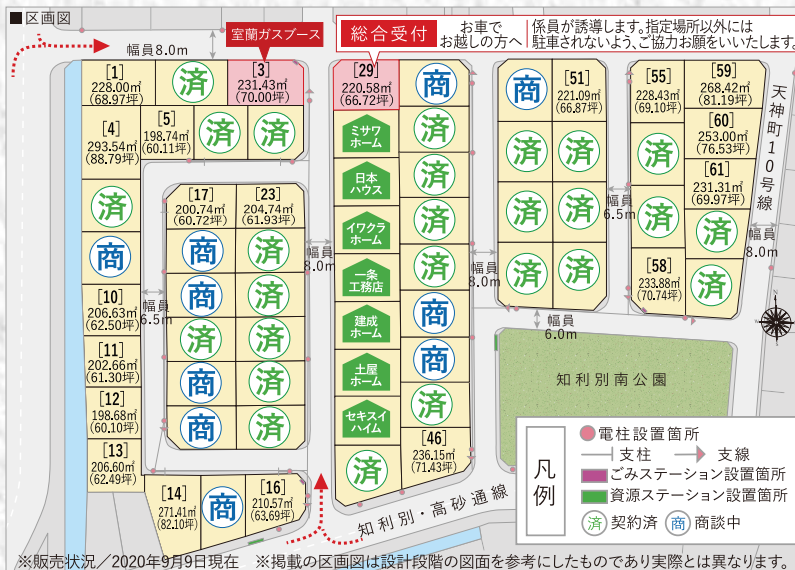 ■区画図
幅員8.0m
室蘭ガスブース
総合受付
お車で
お越しの方へ
係員が誘導します。指定場所以外には
駐車されないよう、ご協力お願をいいたします。
[1]
228.00㎡
(68.97坪)
済
[3]
231.43㎡
(70.00坪)
[4]
293.54㎡
(88.79坪)
[5]
198.74㎡
(60.11坪)
済
済
済
商
[10]
206.63㎡
(62.50坪)
[11]
202.66㎡
(61.30坪)
[12]
198.68㎡
(60.10坪)
[13]
206.60㎡
(62.49坪)
[14]
271.41㎡
(82.10坪)
商
[16]
210.57㎡
(63.69坪)
幅員
6.5m
[17]
200.74㎡
(60.72坪)
[23]
204.74㎡
(61.93坪)
商
済
商
済
済
済
商
済
商
済
幅員
8.0m
[29]
220.58㎡
(66.72坪)
商
ミサワ
ホーム
済
日本
ハウス
済
イワクラ
ホーム
済
一条
工務店
済
建成
ホーム
商
土屋
ホーム
商
セキスイ
ハイム
済
済
[46]
236.15㎡
(71.43坪)
幅員
8.0m
商
[51]
221.09㎡
(66.87坪)
済
済
済
済
済
済
幅員
6.5m
幅員
6.0m
[55]
228.43㎡
(69.10坪)
済
済
[58]
233.88㎡
(70.74坪)
[59]
268.42㎡
(81.19坪)
[60]
253.00㎡
(76.53坪)
[61]
231.31㎡
(69.97坪)
済
済
天神町10号線
幅員
8.0m
知利別南公園
知利別・高砂通線
凡例
電柱設置箇所
支柱 支線
ごみステーション設置箇所
資源ステーション設置箇所
済 契約済 商 商談中
※販売状況／2020年9月9日現在 ※掲載の区画図は設計段階の図面を参考にしたものであり実際とは異なります。